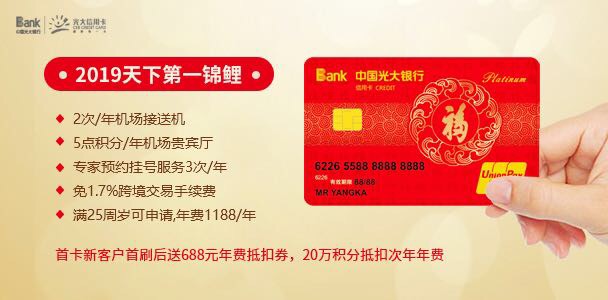 Bank
中国光大银行
光大信用卡
CEB CREDIT CARD
2019天下第一锦鲤
2次/年机场接送机
5点积分/年机场贵宾厅
专家预约挂号服务3次/年
免1.7%跨境交易手续费
满25周岁可申请,年费1188/年
Bank 中国光大银行
信用卡 CREDIT
Platinum
福
6226 5588 8888 8888
6226
有效期限 88/88
MR YANGKA
UnionPay
首卡新客户首刷后送688元年费抵扣券，20万积分抵扣次年年费